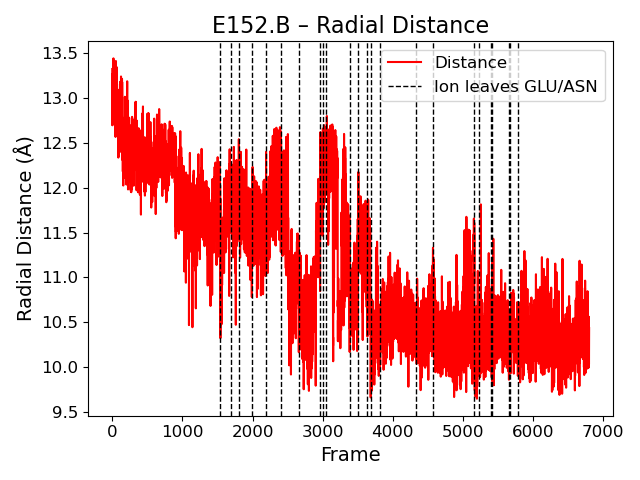 E152.B – Radial Distance
Distance
Ion leaves GLU/ASN
Radial Distance (Å)
13.5
13.0
12.5
12.0
11.5
11.0
10.5
10.0
9.5
0 1000 2000 3000 4000 5000 6000 7000
Frame